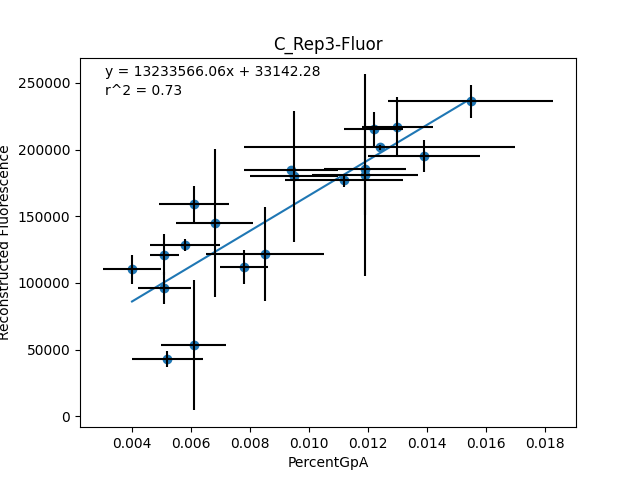 C_Rep3-Fluor
y = 13233566.06x + 33142.28
r^2 = 0.73
250000
200000
150000
100000
50000
0
Reconstructed Fluorescence
0.004 0.006 0.008 0.010 0.012 0.014 0.016 0.018
PercentGpA